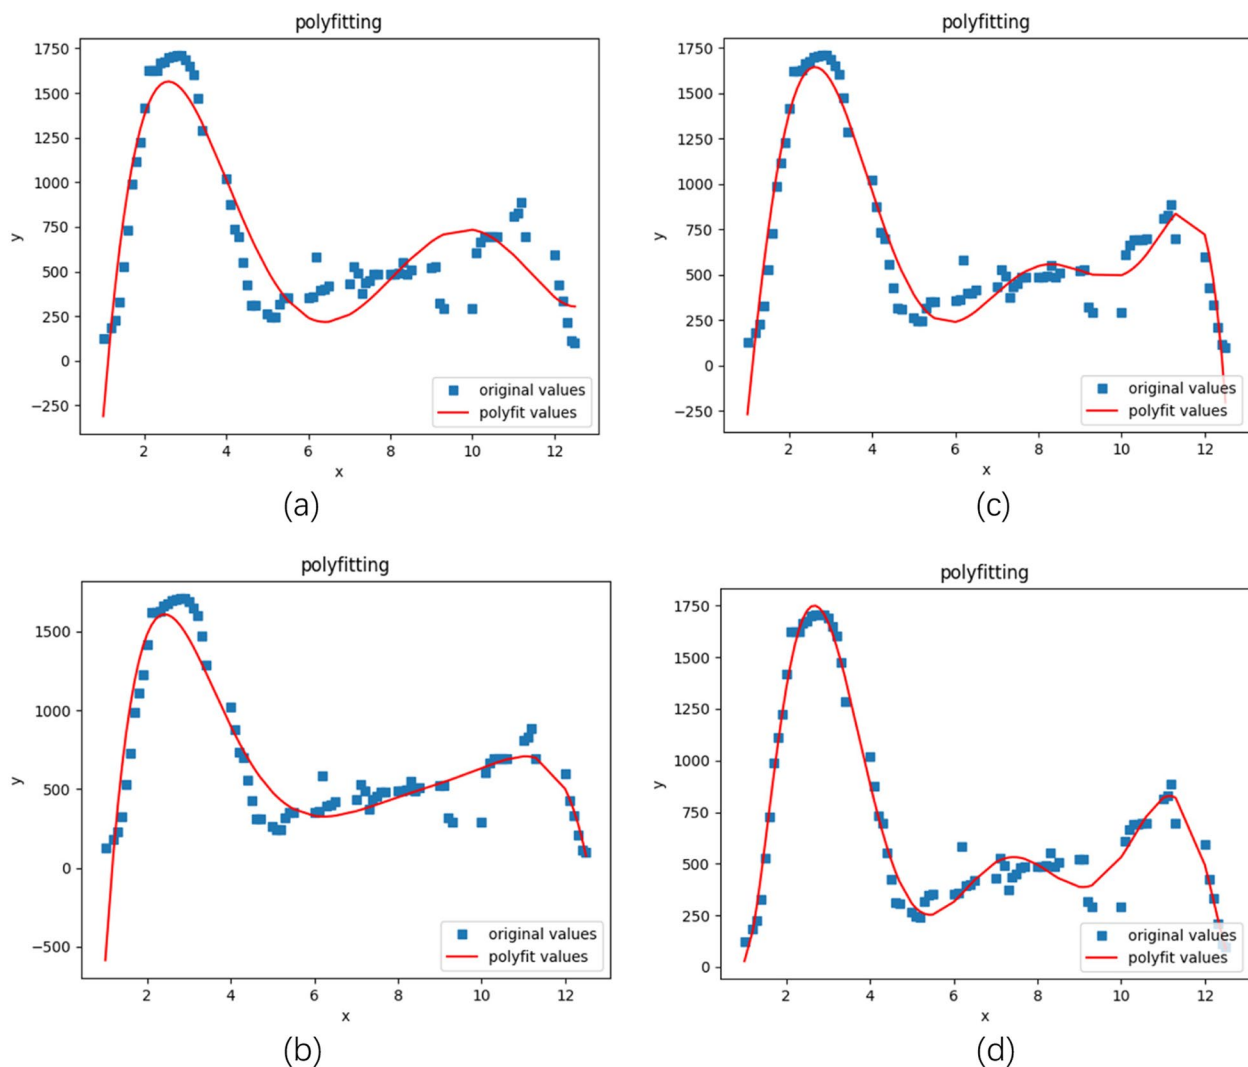 polyfitting
1750
1500
1250
1000
750
500
250
0
−250
y
original values
polyfit values
2 4 6 8 10 12
x
(a)
polyfitting
1750
1500
1250
1000
750
500
250
0
−250
y
original values
polyfit values
2 4 6 8 10 12
x
(c)
polyfitting
1500
1000
500
0
−500
y
original values
polyfit values
2 4 6 8 10 12
x
(b)
polyfitting
1750
1500
1250
1000
750
500
250
0
y
original values
polyfit values
2 4 6 8 10 12
x
(d)